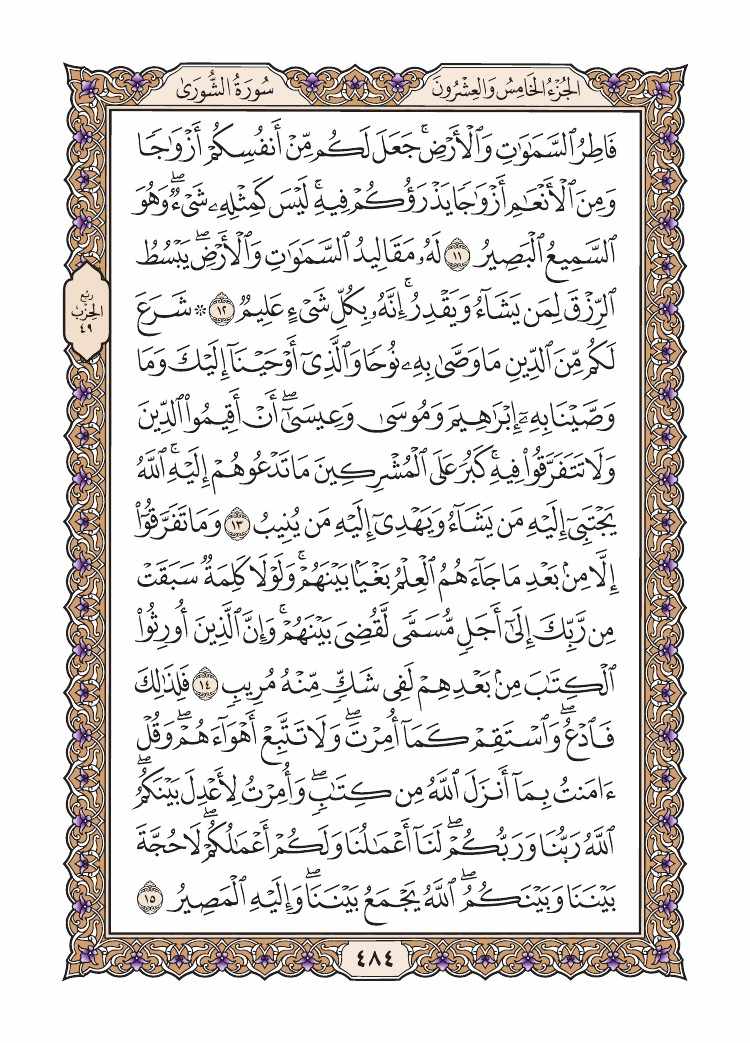 الجُزْءُ الخَامِسُ وَالعِشْرُونَ
سُورَةُ الشُّورَىٰ
فَاطِرُ ٱلسَّمَٰوَٰتِ وَٱلْأَرْضِۚ جَعَلَ لَكُم مِّنْ أَنفُسِكُمْ أَزْوَٰجًا
وَمِنَ ٱلْأَنْعَٰمِ أَزْوَٰجًا يَذْرَؤُكُمْ فِيهِۚ لَيْسَ كَمِثْلِهِۦ شَىْءٌۖ وَهُوَ
ٱلسَّمِيعُ ٱلْبَصِيرُ ١١ لَهُۥ مَقَالِيدُ ٱلسَّمَٰوَٰتِ وَٱلْأَرْضِۖ يَبْسُطُ
ٱلرِّزْقَ لِمَن يَشَآءُ وَيَقْدِرُۚ إِنَّهُۥ بِكُلِّ شَىْءٍ عَلِيمٌ ١٢ ۞ شَرَعَ
لَكُم مِّنَ ٱلدِّينِ مَا وَصَّىٰ بِهِۦ نُوحًا وَٱلَّذِىٓ أَوْحَيْنَآ إِلَيْكَ وَمَا
وَصَّيْنَا بِهِۦٓ إِبْرَٰهِيمَ وَمُوسَىٰ وَعِيسَىٰٓۖ أَنْ أَقِيمُوا۟ ٱلدِّينَ
وَلَا تَتَفَرَّقُوا۟ فِيهِۚ كَبُرَ عَلَى ٱلْمُشْرِكِينَ مَا تَدْعُوهُمْ إِلَيْهِۚ ٱللَّهُ
يَجْتَبِىٓ إِلَيْهِ مَن يَشَآءُ وَيَهْدِىٓ إِلَيْهِ مَن يُنِيبُ ١٣ وَمَا تَفَرَّقُوٓا۟
إِلَّا مِنۢ بَعْدِ مَا جَآءَهُمُ ٱلْعِلْمُ بَغْيًۢا بَيْنَهُمْۚ وَلَوْلَا كَلِمَةٌ سَبَقَتْ
مِن رَّبِّكَ إِلَىٰٓ أَجَلٍ مُّسَمًّى لَّقُضِىَ بَيْنَهُمْۚ وَإِنَّ ٱلَّذِينَ أُورِثُوا۟
ٱلْكِتَٰبَ مِنۢ بَعْدِهِمْ لَفِى شَكٍّ مِّنْهُ مُرِيبٍ ١٤ فَلِذَٰلِكَ
فَٱدْعُۖ وَٱسْتَقِمْ كَمَآ أُمِرْتَۖ وَلَا تَتَّبِعْ أَهْوَآءَهُمْۖ وَقُلْ
ءَامَنتُ بِمَآ أَنزَلَ ٱللَّهُ مِن كِتَٰبٍۖ وَأُمِرْتُ لِأَعْدِلَ بَيْنَكُمُۖ
ٱللَّهُ رَبُّنَا وَرَبُّكُمْۖ لَنَآ أَعْمَٰلُنَا وَلَكُمْ أَعْمَٰلُكُمْۖ لَا حُجَّةَ
بَيْنَنَا وَبَيْنَكُمُۖ ٱللَّهُ يَجْمَعُ بَيْنَنَاۖ وَإِلَيْهِ ٱلْمَصِيرُ ١٥
رُبْعُ
الحِزْبِ
٤٩
٤٨٤